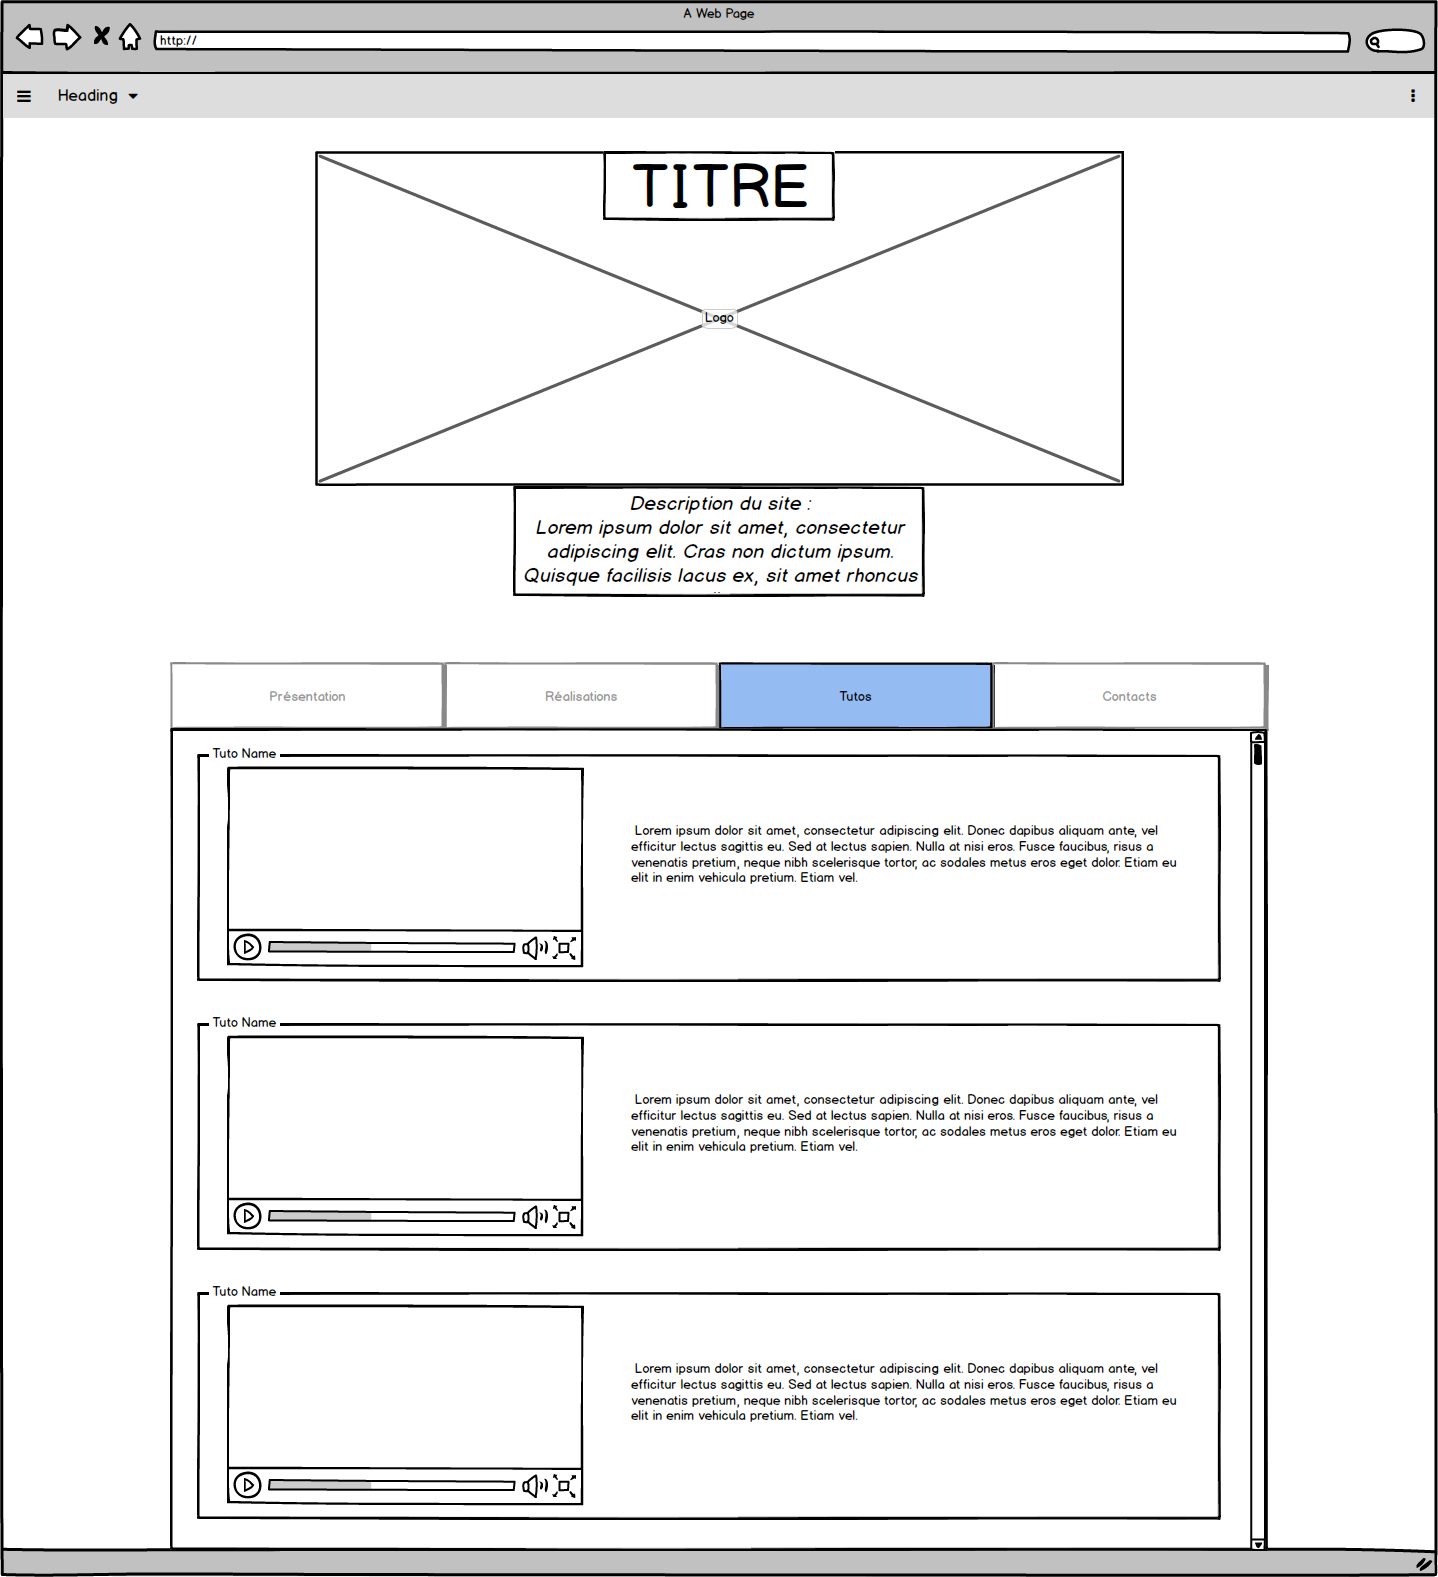 A Web Page
http://
Heading
TITRE
Logo
Description du site :
Lorem ipsum dolor sit amet, consectetur
adipiscing elit. Cras non dictum ipsum.
Quisque facilisis lacus ex, sit amet rhoncus
Présentation
Réalisations
Tutos
Contacts
Tuto Name
Lorem ipsum dolor sit amet, consectetur adipiscing elit. Donec dapibus aliquam ante, vel
efficitur lectus sagittis eu. Sed at lectus sapien. Nulla at nisi eros. Fusce faucibus, risus a
venenatis pretium, neque nibh scelerisque tortor, ac sodales metus eros eget dolor. Etiam eu
elit in enim vehicula pretium. Etiam vel.
Tuto Name
Lorem ipsum dolor sit amet, consectetur adipiscing elit. Donec dapibus aliquam ante, vel
efficitur lectus sagittis eu. Sed at lectus sapien. Nulla at nisi eros. Fusce faucibus, risus a
venenatis pretium, neque nibh scelerisque tortor, ac sodales metus eros eget dolor. Etiam eu
elit in enim vehicula pretium. Etiam vel.
Tuto Name
Lorem ipsum dolor sit amet, consectetur adipiscing elit. Donec dapibus aliquam ante, vel
efficitur lectus sagittis eu. Sed at lectus sapien. Nulla at nisi eros. Fusce faucibus, risus a
venenatis pretium, neque nibh scelerisque tortor, ac sodales metus eros eget dolor. Etiam eu
elit in enim vehicula pretium. Etiam vel.